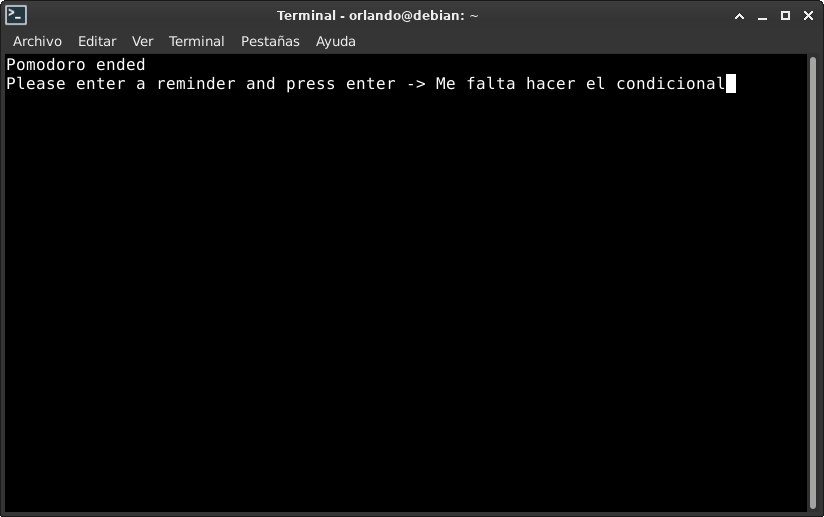 Terminal - orlando@debian: ~
Archivo Editar Ver Terminal Pestañas Ayuda
Pomodoro ended
Please enter a reminder and press enter -> Me falta hacer el condicional